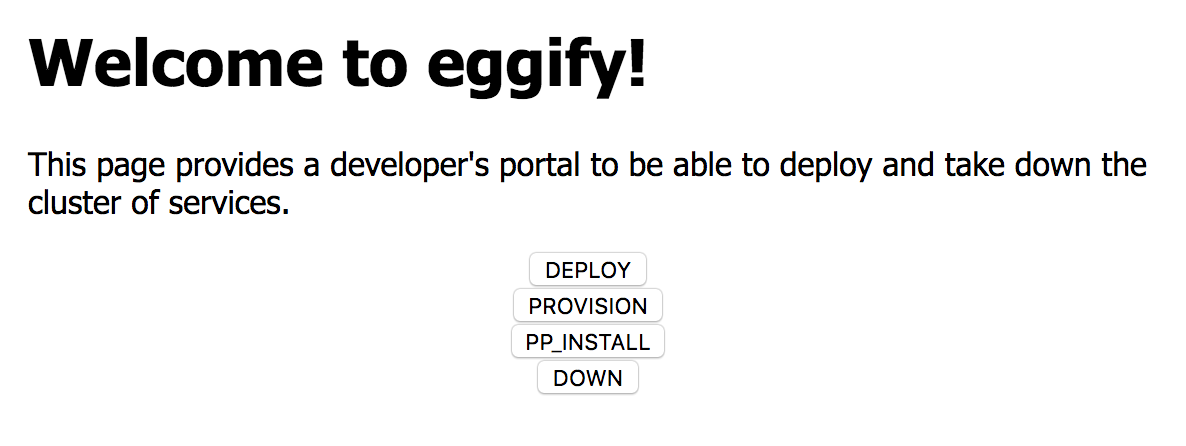 Welcome to eggify!
This page provides a developer's portal to be able to deploy and take down the
cluster of services.
DEPLOY
PROVISION
PP_INSTALL
DOWN